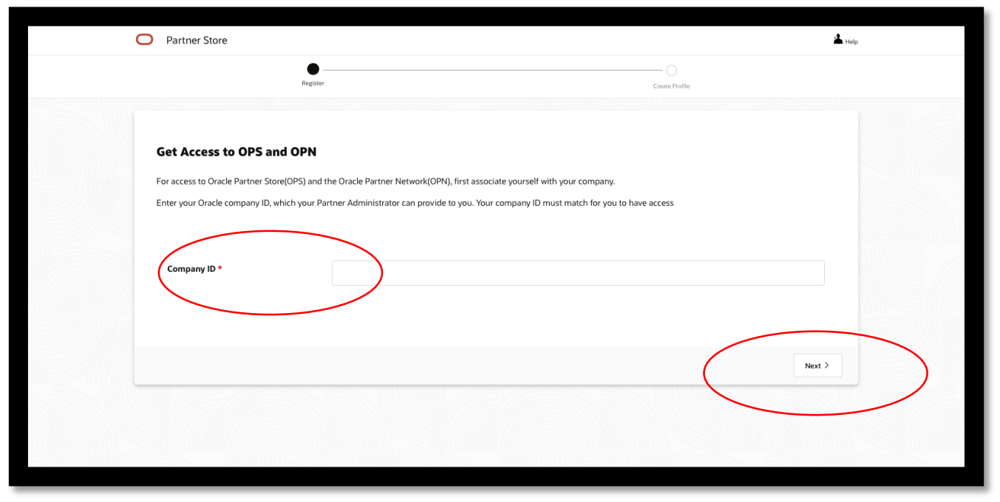 Partner Store
Help
Register
Create Profile
Get Access to OPS and OPN
For access to Oracle Partner Store(OPS) and the Oracle Partner Network(OPN), first associate yourself with your company.
Enter your Oracle company ID, which your Partner Administrator can provide to you. Your company ID must match for you to have access
Company ID *
Next >